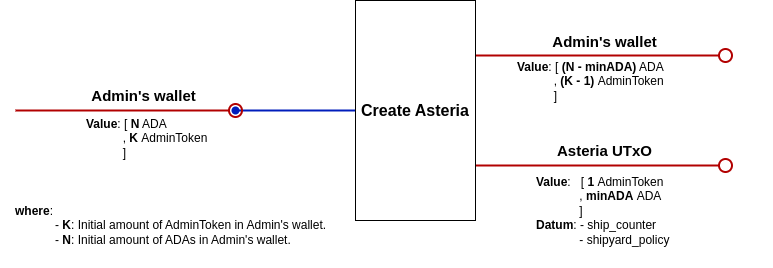 Admin's wallet
Value: [ N ADA
, K AdminToken
]
Create Asteria
Admin's wallet
Value: [ (N - minADA) ADA
, (K - 1) AdminToken
]
Asteria UTxO
Value: [ 1 AdminToken
, minADA ADA
]
Datum: - ship_counter
- shipyard_policy
where:
- K: Initial amount of AdminToken in Admin's wallet.
- N: Initial amount of ADAs in Admin's wallet.